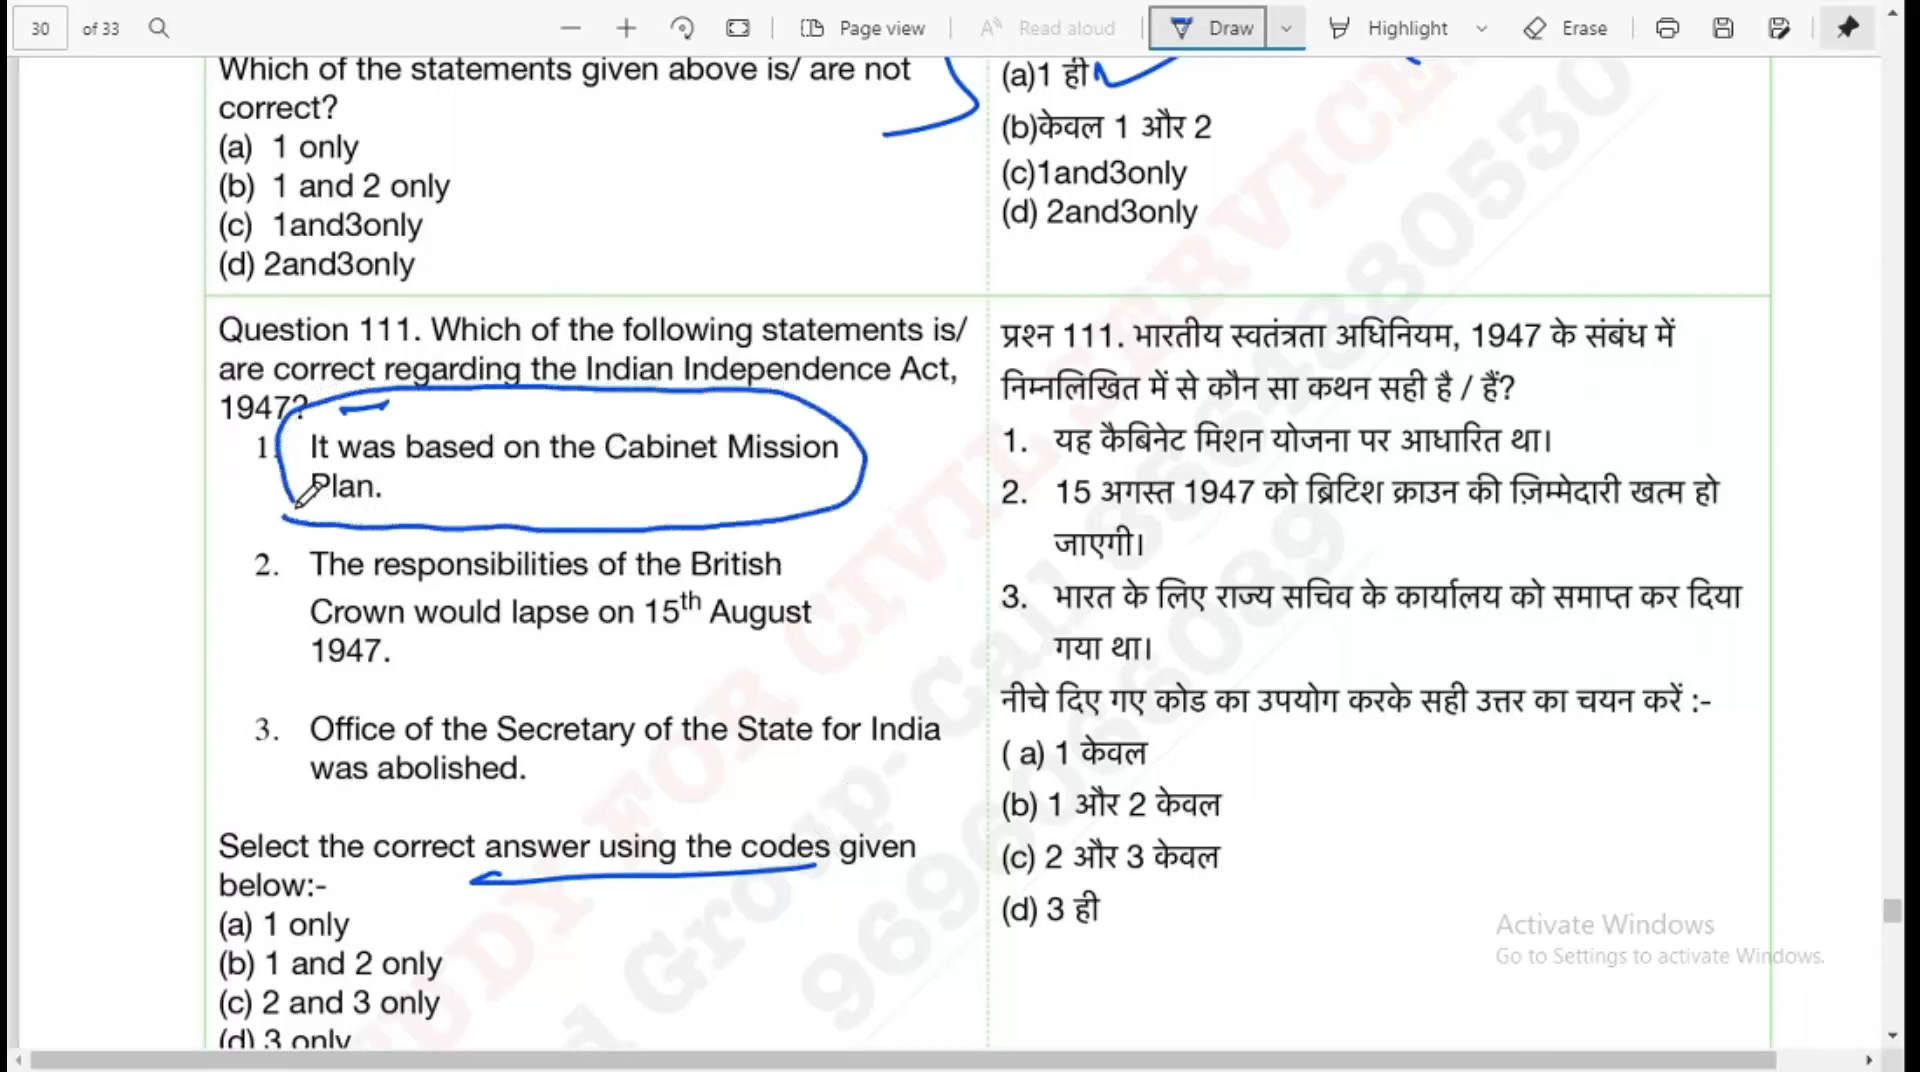 30 of 33 Page view Read aloud Draw Highlight Erase
Which of the statements given above is/ are not
correct?
(a) 1 only
(b) 1 and 2 only
(c) 1and3only
(d) 2and3only
(a)1 ही
(b)केवल 1 और 2
(c)1and3only
(d) 2and3only
Question 111. Which of the following statements is/
are correct regarding the Indian Independence Act,
1947?
1. It was based on the Cabinet Mission
Plan.
2. The responsibilities of the British
Crown would lapse on 15th August
1947.
3. Office of the Secretary of the State for India
was abolished.
Select the correct answer using the codes given
below:-
(a) 1 only
(b) 1 and 2 only
(c) 2 and 3 only
(d) 3 only
प्रश्न 111. भारतीय स्वतंत्रता अधिनियम, 1947 के संबंध में
निम्नलिखित में से कौन सा कथन सही है / हैं?
1. यह कैबिनेट मिशन योजना पर आधारित था।
2. 15 अगस्त 1947 को ब्रिटिश क्राउन की ज़िम्मेदारी खत्म हो
जाएगी।
3. भारत के लिए राज्य सचिव के कार्यालय को समाप्त कर दिया
गया था।
नीचे दिए गए कोड का उपयोग करके सही उत्तर का चयन करें :-
( a) 1 केवल
(b) 1 और 2 केवल
(c) 2 और 3 केवल
(d) 3 ही
Activate Windows
Go to Settings to activate Windows.